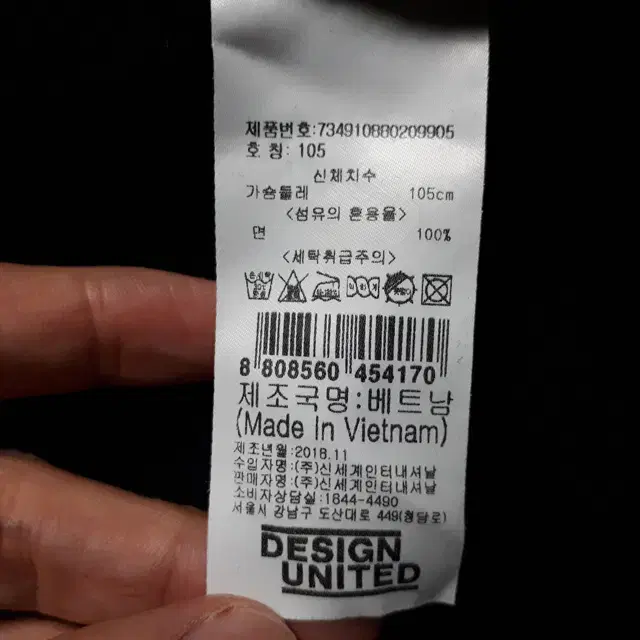 제품번호:734910880209905
호 칭: 105
신체치수
가슴둘레 105cm
<섬유의 혼용율>
면 100%
<세탁취급주의>
8 808560 454170
제조국명:베트남
(Made in Vietnam)
제조년월:2018.11
수입자명:(주)신세계인터내셔날
판매자명:(주)신세계인터내셔날
소비자상담실:1644-4490
서울시 강남구 도산대로 449(청담로)
DESIGN
UNITED